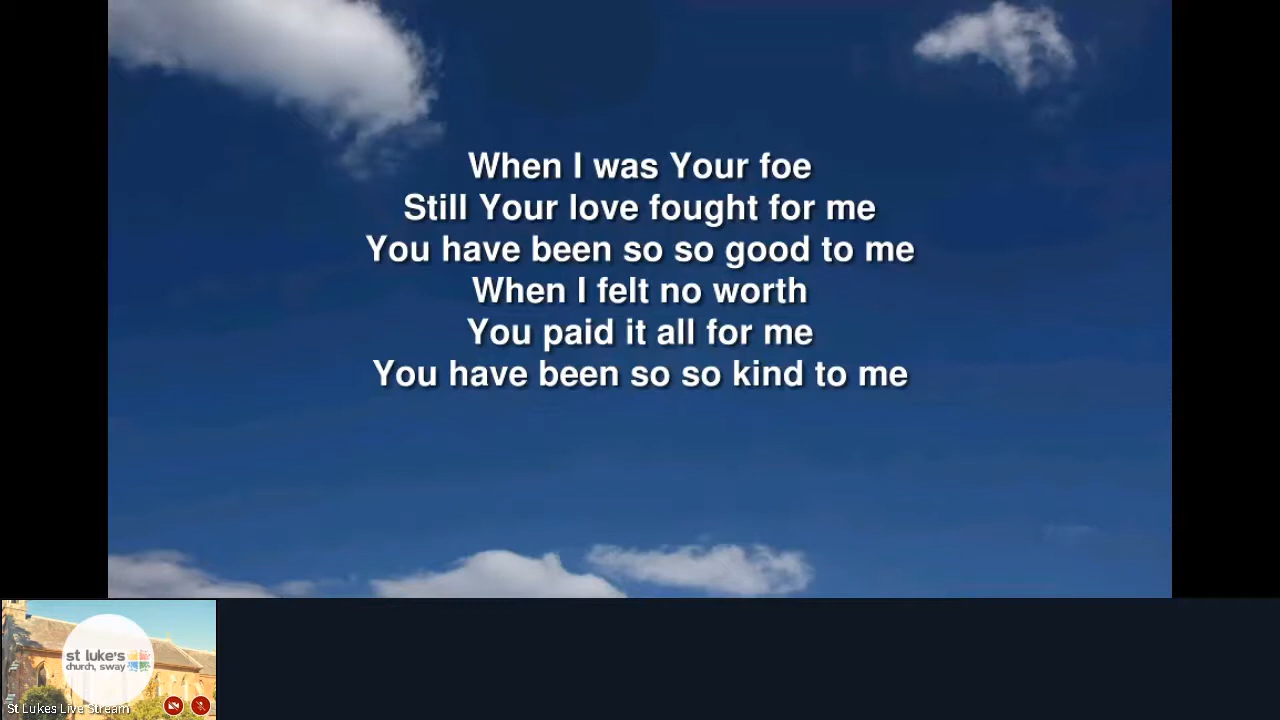 When I was Your foe
Still Your love fought for me
You have been so so good to me
When I felt no worth
You paid it all for me
You have been so so kind to me
st luke's
church, sway
St Lukes Live Stream